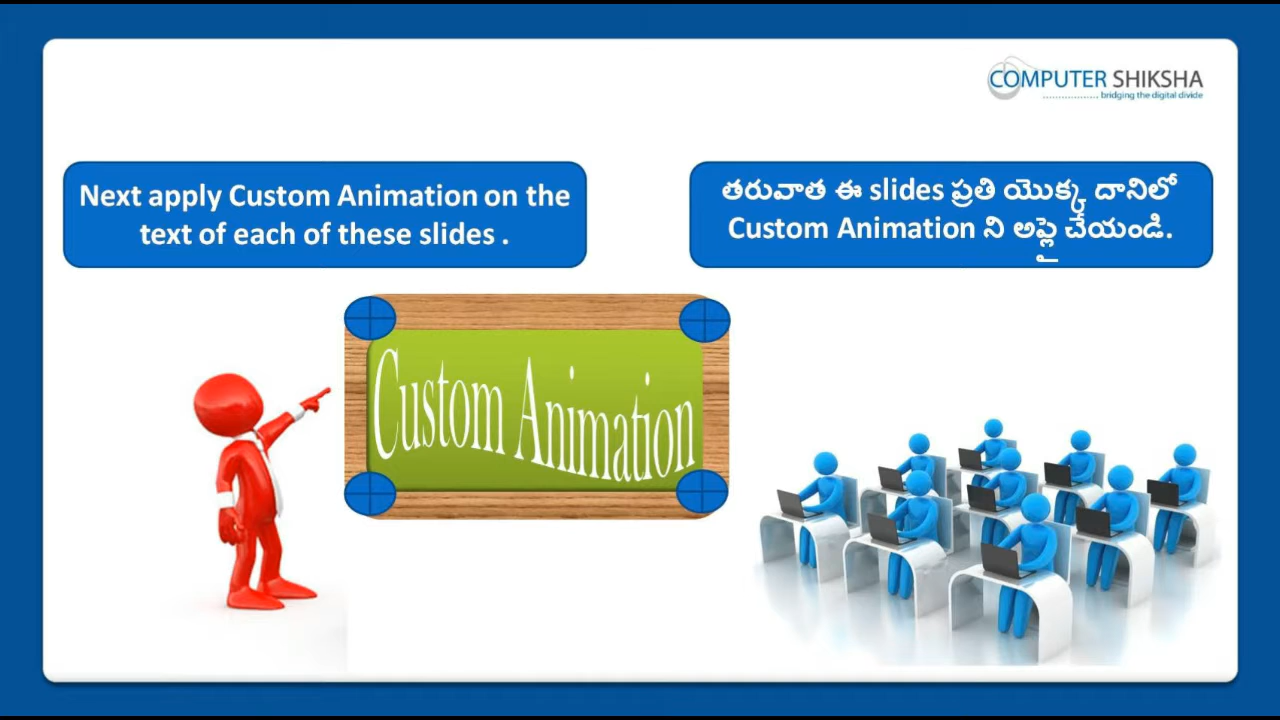 COMPUTER SHIKSHA
bridging the digital divide
Next apply Custom Animation on the
text of each of these slides .
తరువాత ఈ slides ప్రతి యొక్క దానిలో
Custom Animation ని అప్లై చేయండి.
Custom Animation